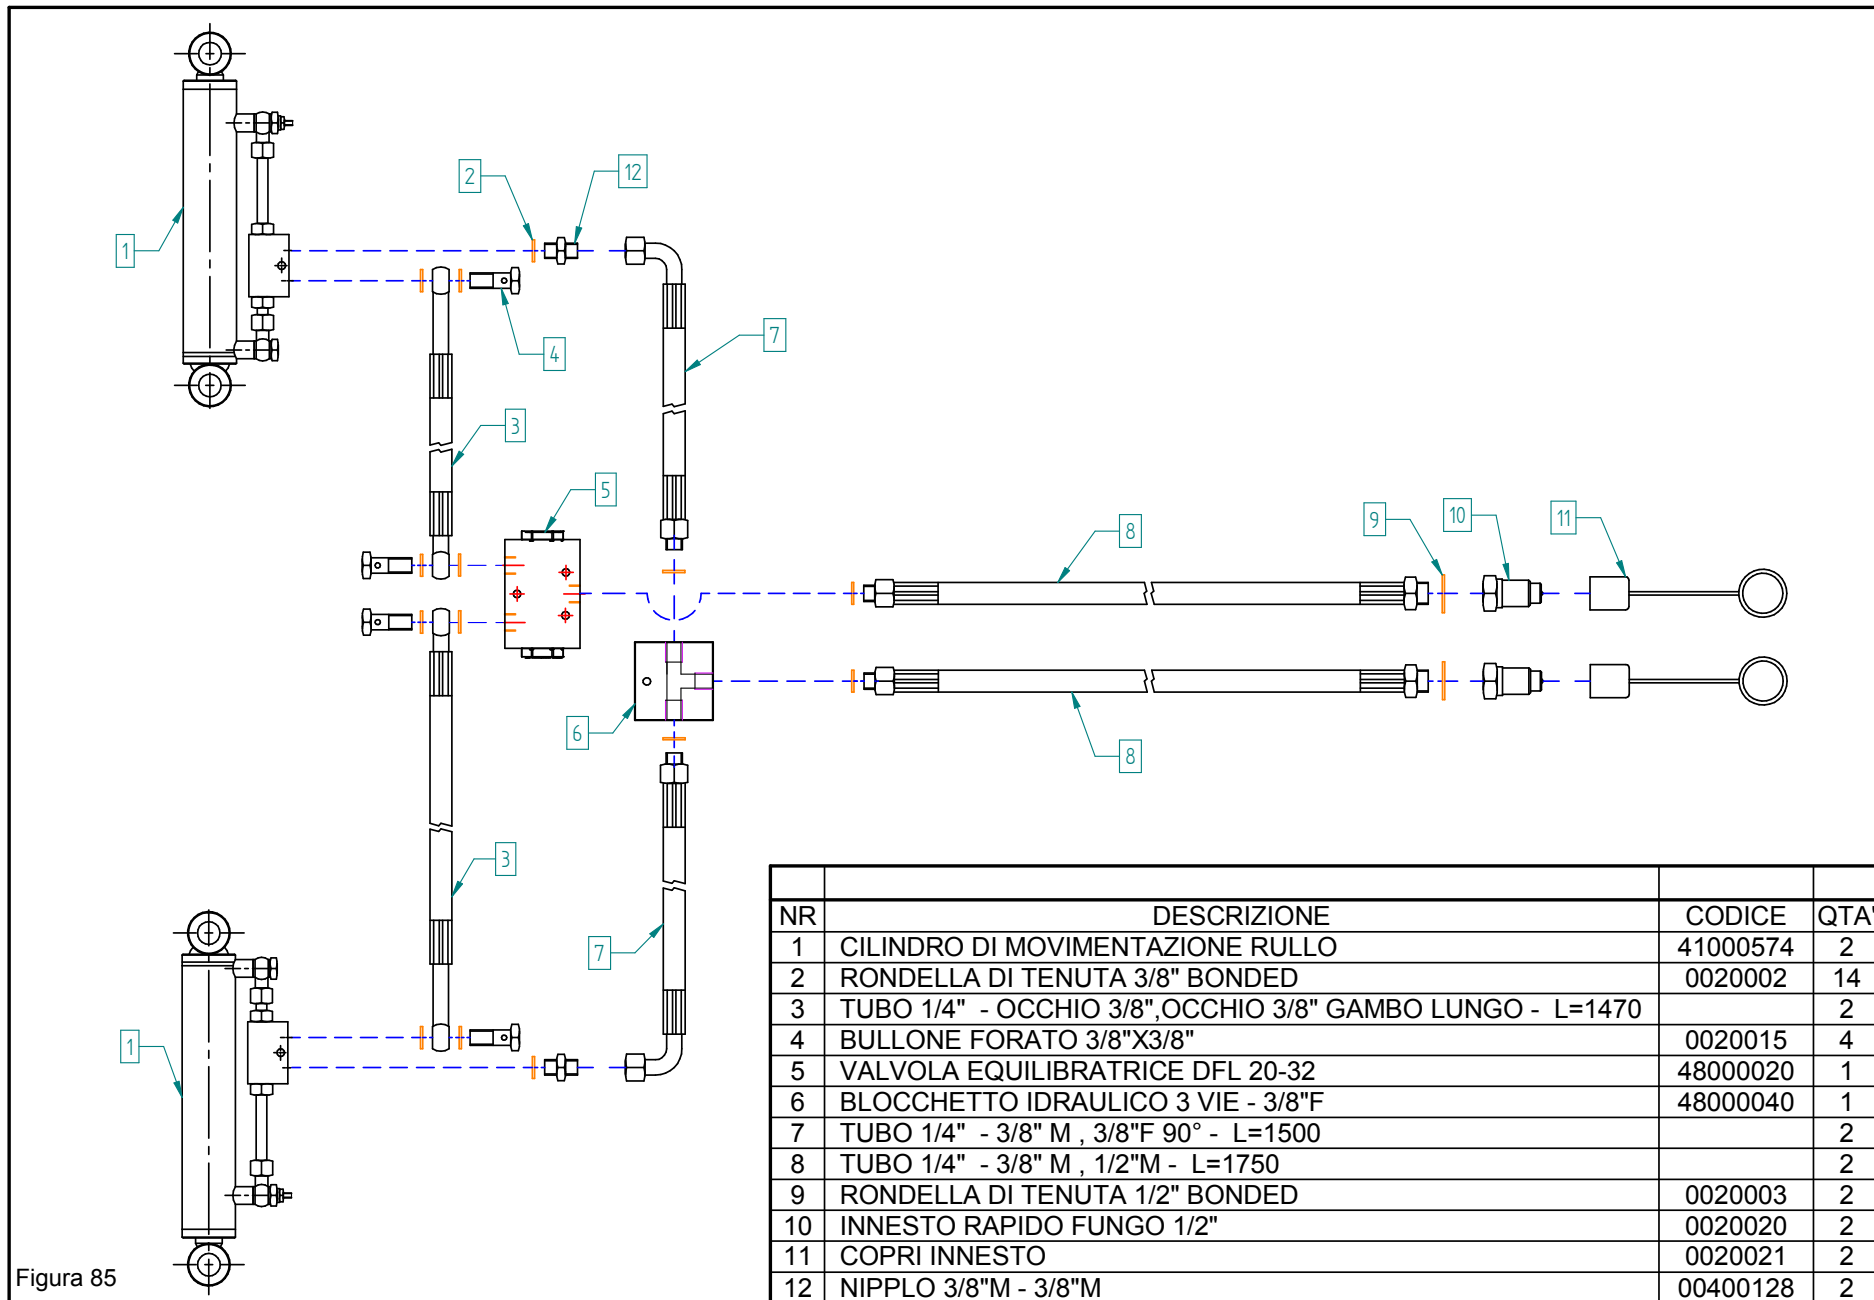 1
2
12
4
7
3
5
8
9
10
11
6
8
3
7
1
NR DESCRIZIONE CODICE QTA'
1 CILINDRO DI MOVIMENTAZIONE RULLO 41000574 2
2 RONDELLA DI TENUTA 3/8" BONDED 0020002 14
3 TUBO 1/4" - OCCHIO 3/8",OCCHIO 3/8" GAMBO LUNGO - L=1470 2
4 BULLONE FORATO 3/8"X3/8" 0020015 4
5 VALVOLA EQUILIBRATRICE DFL 20-32 48000020 1
6 BLOCCHETTO IDRAULICO 3 VIE - 3/8"F 48000040 1
7 TUBO 1/4" - 3/8" M , 3/8"F 90° - L=1500 2
8 TUBO 1/4" - 3/8" M , 1/2"M - L=1750 2
9 RONDELLA DI TENUTA 1/2" BONDED 0020003 2
10 INNESTO RAPIDO FUNGO 1/2" 0020020 2
11 COPRI INNESTO 0020021 2
12 NIPPLO 3/8"M - 3/8"M 00400128 2
Figura 85